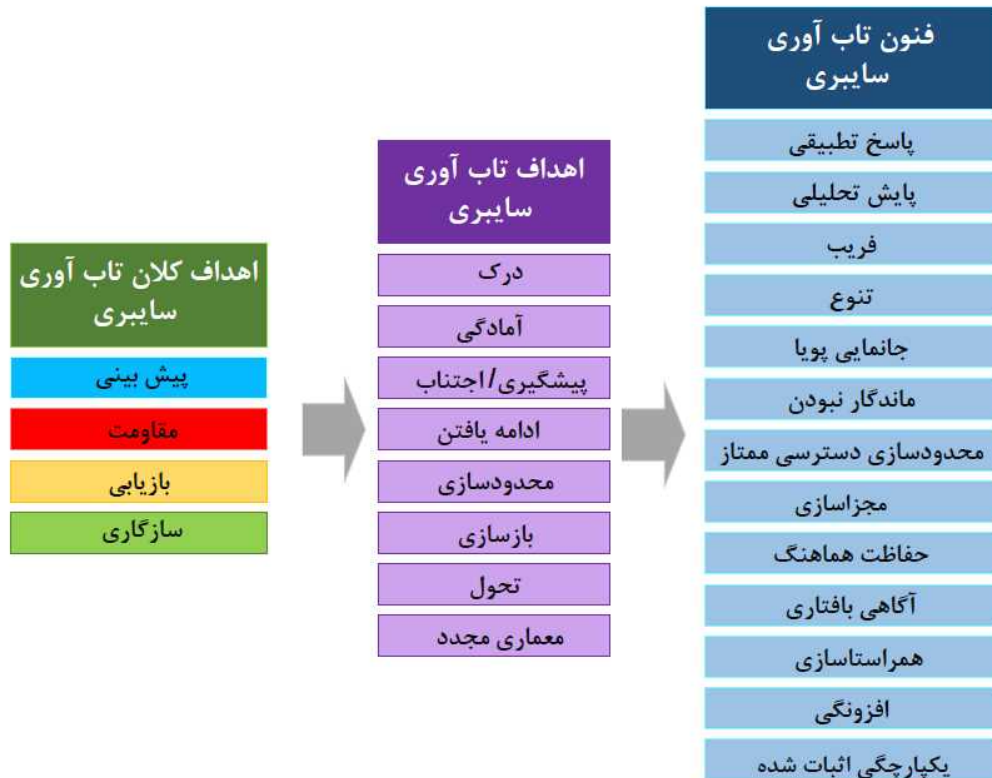 فنون تاب آوری
سایبری
پاسخ تطبیقی
پایش تحلیلی
فریب
تنوع
جانمایی پویا
ماندگار نبودن
محدودسازی دسترسی ممتاز
مجزاسازی
حفاظت هماهنگ
آگاهی بافتاری
همراستاسازی
افزونگی
یکپارچگی اثبات شده
اهداف تاب آوری
سایبری
درک
آمادگی
پیشگیری/اجتناب
ادامه یافتن
محدودسازی
بازسازی
تحول
معماری مجدد
اهداف کلان تاب آوری
سایبری
پیش بینی
مقاومت
بازیابی
سازگاری